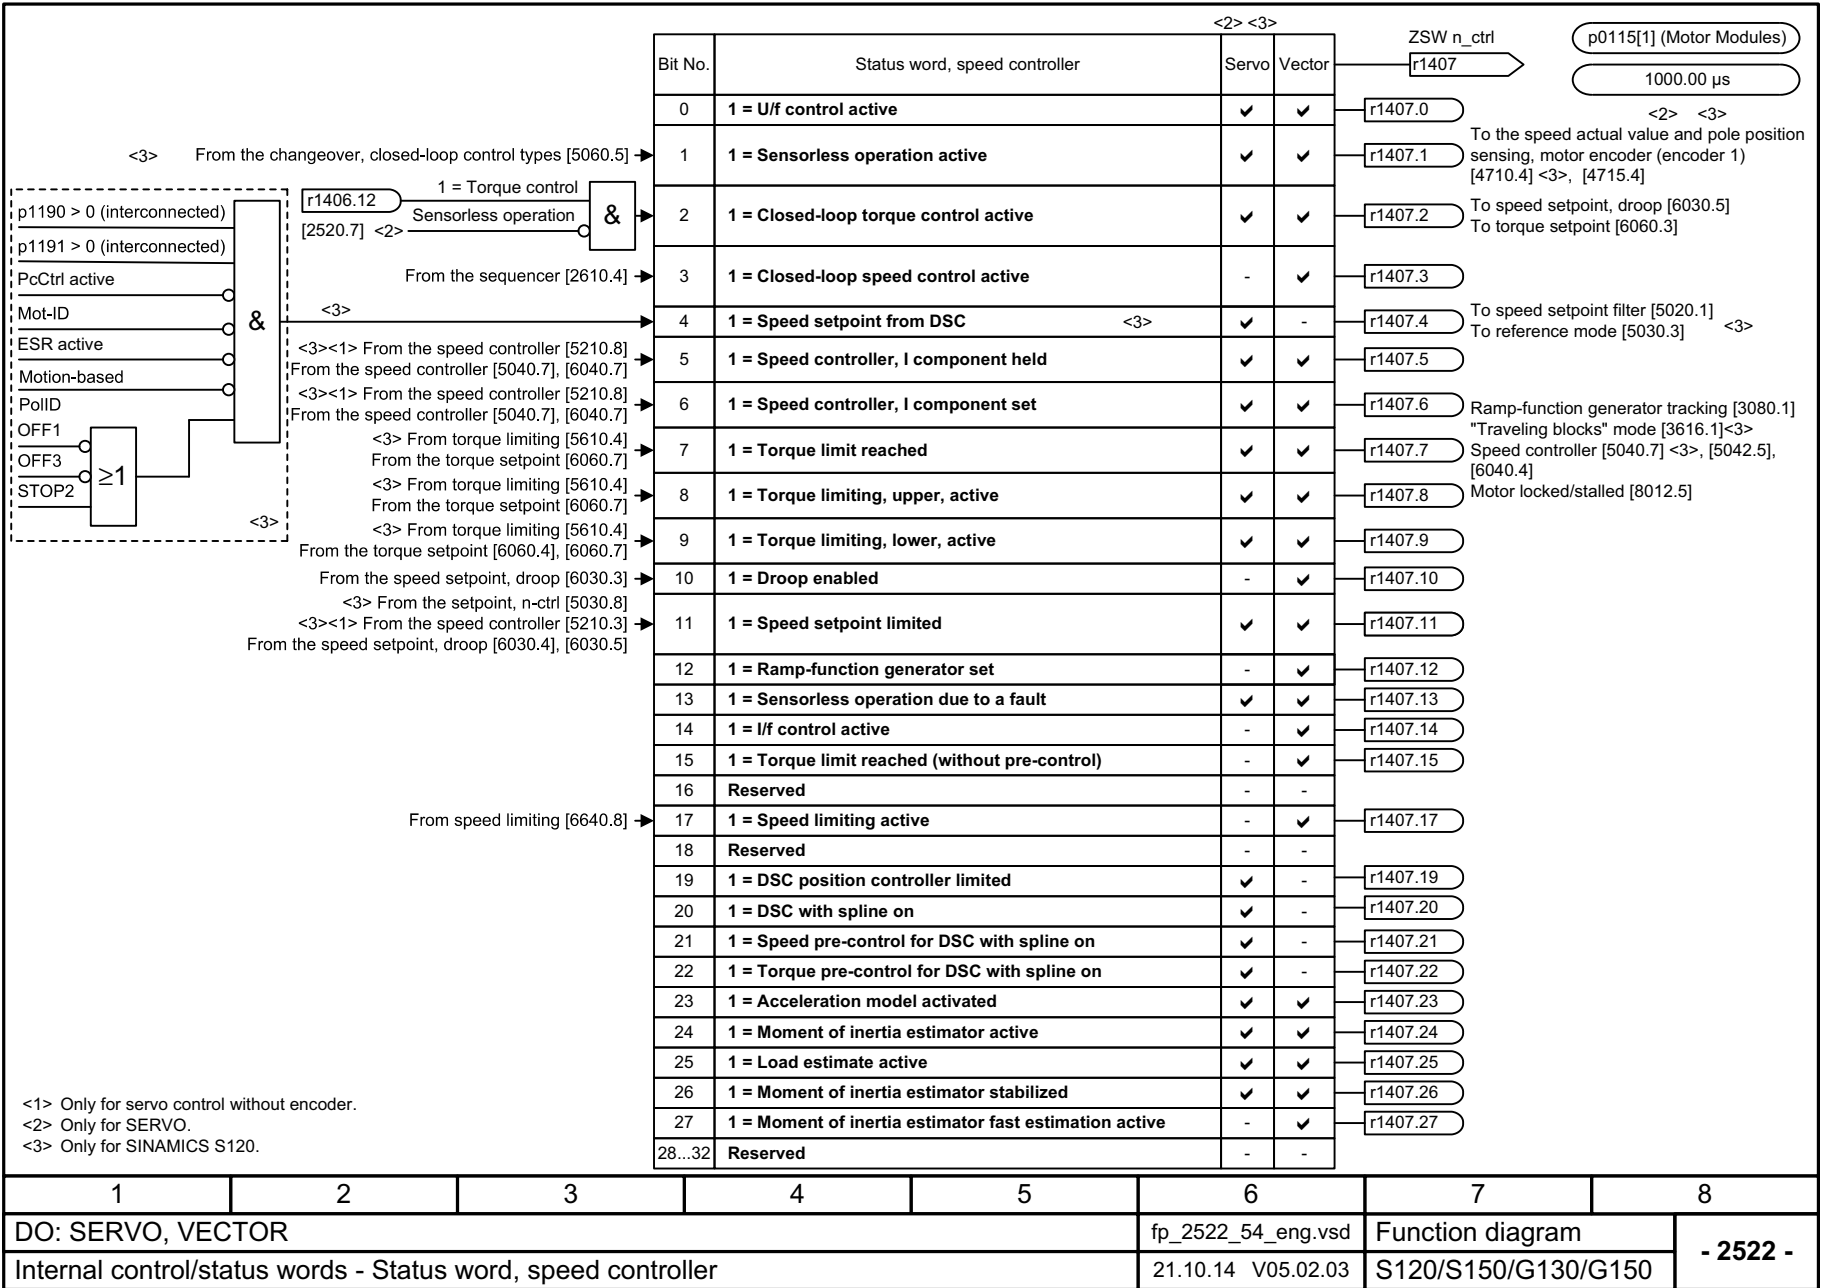 <2> <3>
Bit No. Status word, speed controller Servo Vector
ZSW n_ctrl
r1407
p0115[1] (Motor Modules)
1000.00 µs
<2> <3>
0 1 = U/f control active ✔ ✔ r1407.0
<3> From the changeover, closed-loop control types [5060.5]
1 1 = Sensorless operation active ✔ ✔ r1407.1
To the speed actual value and pole position
sensing, motor encoder (encoder 1)
[4710.4] <3>, [4715.4]
p1190 > 0 (interconnected)
p1191 > 0 (interconnected)
PcCtrl active
Mot-ID
ESR active
Motion-based
PolID
OFF1
OFF3
STOP2
≥1
&
<3>
r1406.12
[2520.7] <2>
1 = Torque control
Sensorless operation
&
2 1 = Closed-loop torque control active ✔ ✔ r1407.2
To speed setpoint, droop [6030.5]
To torque setpoint [6060.3]
From the sequencer [2610.4]
3 1 = Closed-loop speed control active - ✔ r1407.3
<3>
4 1 = Speed setpoint from DSC <3> ✔ - r1407.4
To speed setpoint filter [5020.1]
To reference mode [5030.3] <3>
<3><1> From the speed controller [5210.8]
From the speed controller [5040.7], [6040.7]
5 1 = Speed controller, I component held ✔ ✔ r1407.5
<3><1> From the speed controller [5210.8]
From the speed controller [5040.7], [6040.7]
6 1 = Speed controller, I component set ✔ ✔ r1407.6
Ramp-function generator tracking [3080.1]
"Traveling blocks" mode [3616.1]<3>
Speed controller [5040.7] <3>, [5042.5],
[6040.4]
Motor locked/stalled [8012.5]
<3> From torque limiting [5610.4]
From the torque setpoint [6060.7]
7 1 = Torque limit reached ✔ ✔ r1407.7
<3> From torque limiting [5610.4]
From the torque setpoint [6060.7]
8 1 = Torque limiting, upper, active ✔ ✔ r1407.8
<3> From torque limiting [5610.4]
From the torque setpoint [6060.4], [6060.7]
9 1 = Torque limiting, lower, active ✔ ✔ r1407.9
From the speed setpoint, droop [6030.3]
10 1 = Droop enabled - ✔ r1407.10
<3> From the setpoint, n-ctrl [5030.8]
<3><1> From the speed controller [5210.3]
From the speed setpoint, droop [6030.4], [6030.5]
11 1 = Speed setpoint limited ✔ ✔ r1407.11
12 1 = Ramp-function generator set - ✔ r1407.12
13 1 = Sensorless operation due to a fault ✔ ✔ r1407.13
14 1 = I/f control active - ✔ r1407.14
15 1 = Torque limit reached (without pre-control) - ✔ r1407.15
16 Reserved - -
From speed limiting [6640.8]
17 1 = Speed limiting active - ✔ r1407.17
18 Reserved - -
19 1 = DSC position controller limited ✔ - r1407.19
20 1 = DSC with spline on ✔ - r1407.20
21 1 = Speed pre-control for DSC with spline on ✔ - r1407.21
22 1 = Torque pre-control for DSC with spline on ✔ - r1407.22
23 1 = Acceleration model activated ✔ ✔ r1407.23
24 1 = Moment of inertia estimator active ✔ ✔ r1407.24
25 1 = Load estimate active ✔ ✔ r1407.25
26 1 = Moment of inertia estimator stabilized ✔ ✔ r1407.26
27 1 = Moment of inertia estimator fast estimation active - ✔ r1407.27
28...32 Reserved - -
<1> Only for servo control without encoder.
<2> Only for SERVO.
<3> Only for SINAMICS S120.
1 2 3 4 5 6 7 8
DO: SERVO, VECTOR fp_2522_54_eng.vsd Function diagram
- 2522 -
Internal control/status words - Status word, speed controller 21.10.14 V05.02.03 S120/S150/G130/G150